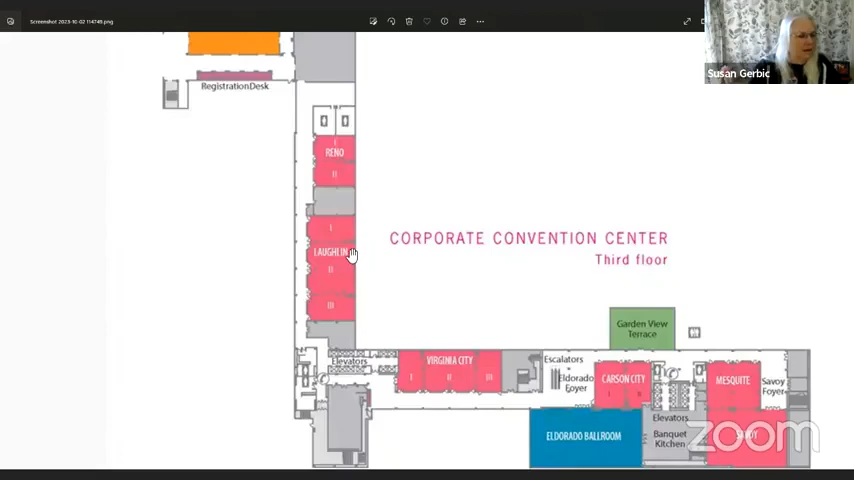 Screenshot 2023-10-02 114749.png
Susan Gerbic
RegistrationDesk
I
RENO
II
I
LAUGHLIN
II
III
CORPORATE CONVENTION CENTER
Third floor
Garden View
Terrace
Elevators
VIRGINIA CITY
I
II
III
Escalators
Eldorado
Foyer
CARSON CITY
I
II
MESQUITE
Savoy
Foyer
ELDORADO BALLROOM
Elevators
Banquet
Kitchen
SAVOY
zoom